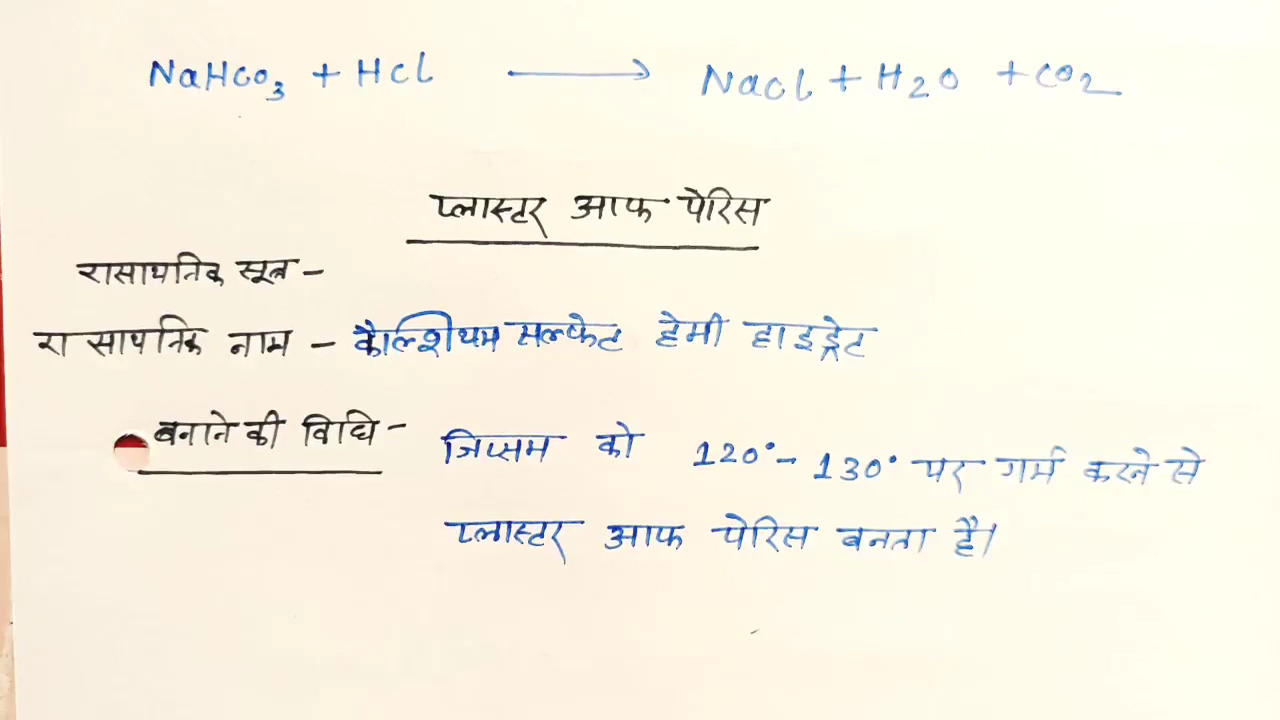 NaHCO3 + HCl ⟶ NaCl + H2O + CO2
प्लास्टर आफ पेरिस
रासायनिक सूत्र -
रासायनिक नाम - कैल्शियम सल्फेट हेमी हाइड्रेट
बनाने की विधि - जिप्सम को 120° - 130° पर गर्म करने से
प्लास्टर आफ पेरिस बनता है।